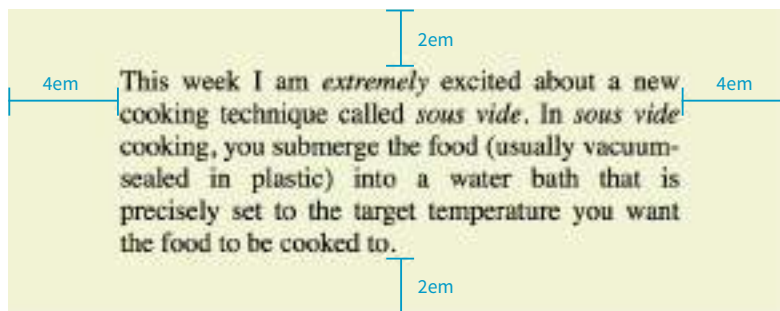 2em
4em
4em
This week I am extremely excited about a new
cooking technique called sous vide. In sous vide
cooking, you submerge the food (usually vacuum-
sealed in plastic) into a water bath that is
precisely set to the target temperature you want
the food to be cooked to.
2em